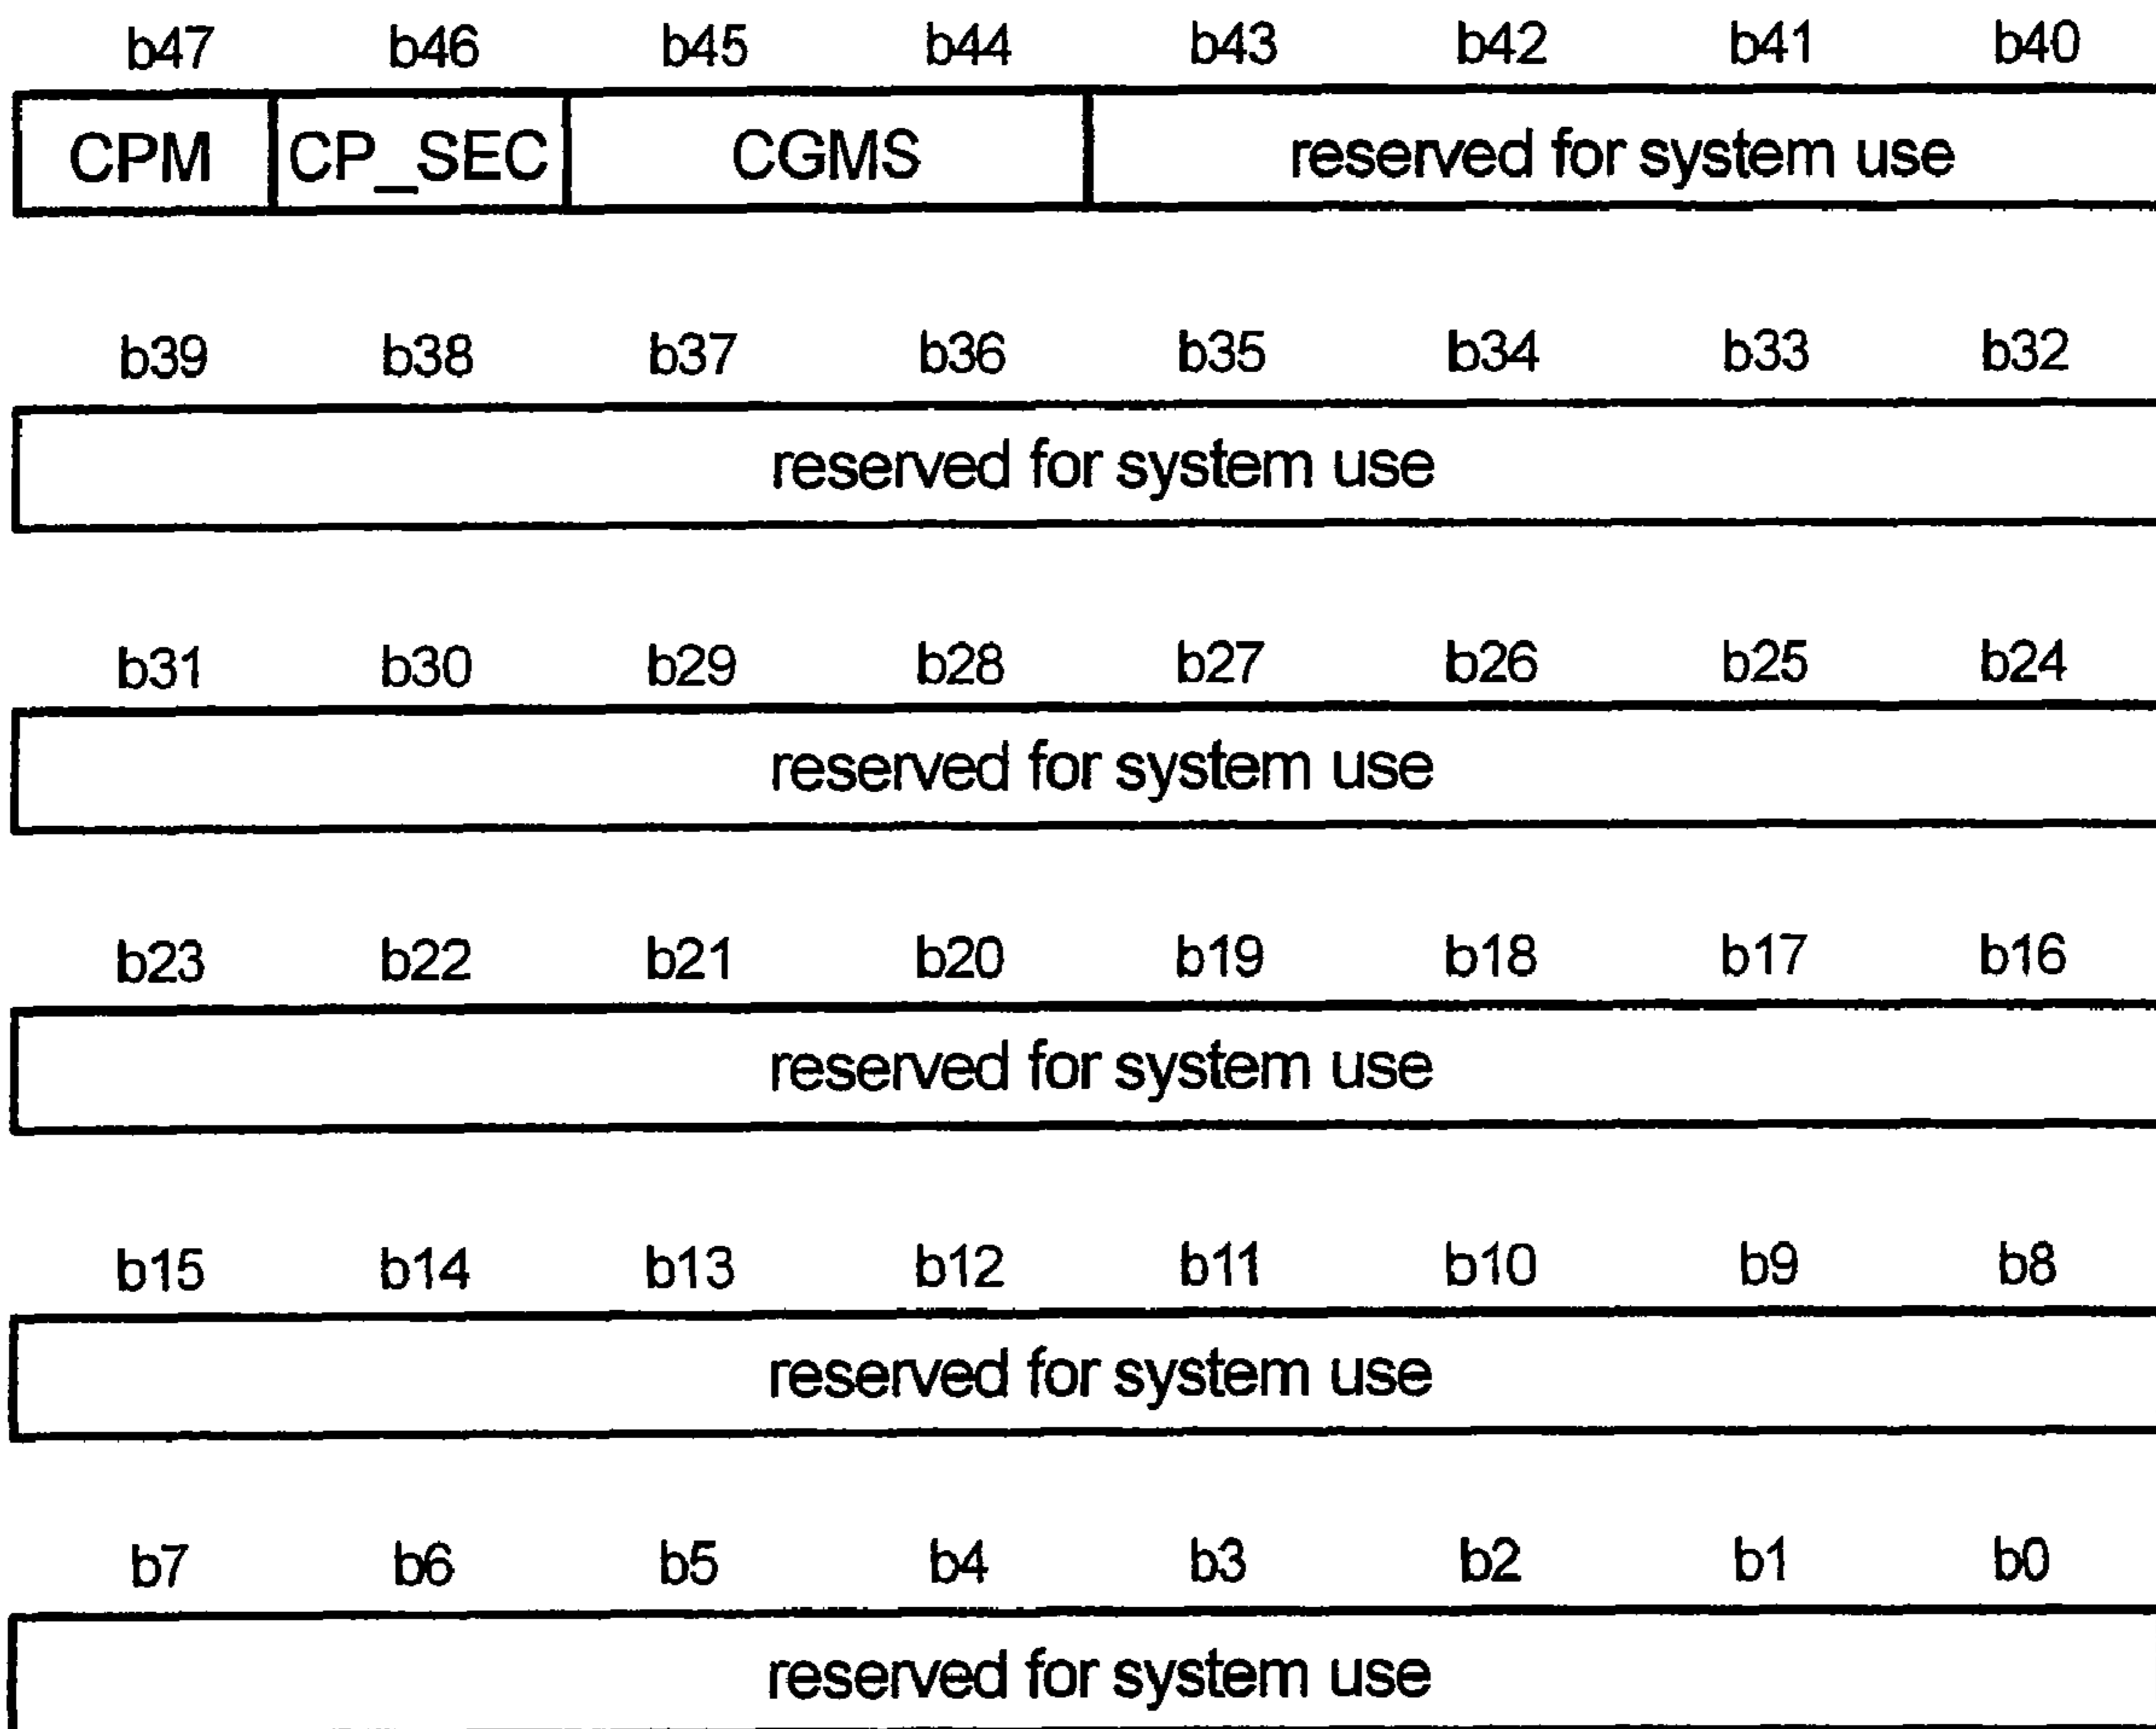 b47 b46 b45 b44 b43 b42 b41 b40
CPM CP_SEC CGMS reserved for system use
b39 b38 b37 b36 b35 b34 b33 b32
reserved for system use
b31 b30 b29 b28 b27 b26 b25 b24
reserved for system use
b23 b22 b21 b20 b19 b18 b17 b16
reserved for system use
b15 b14 b13 b12 b11 b10 b9 b8
reserved for system use
b7 b6 b5 b4 b3 b2 b1 b0
reserved for system use